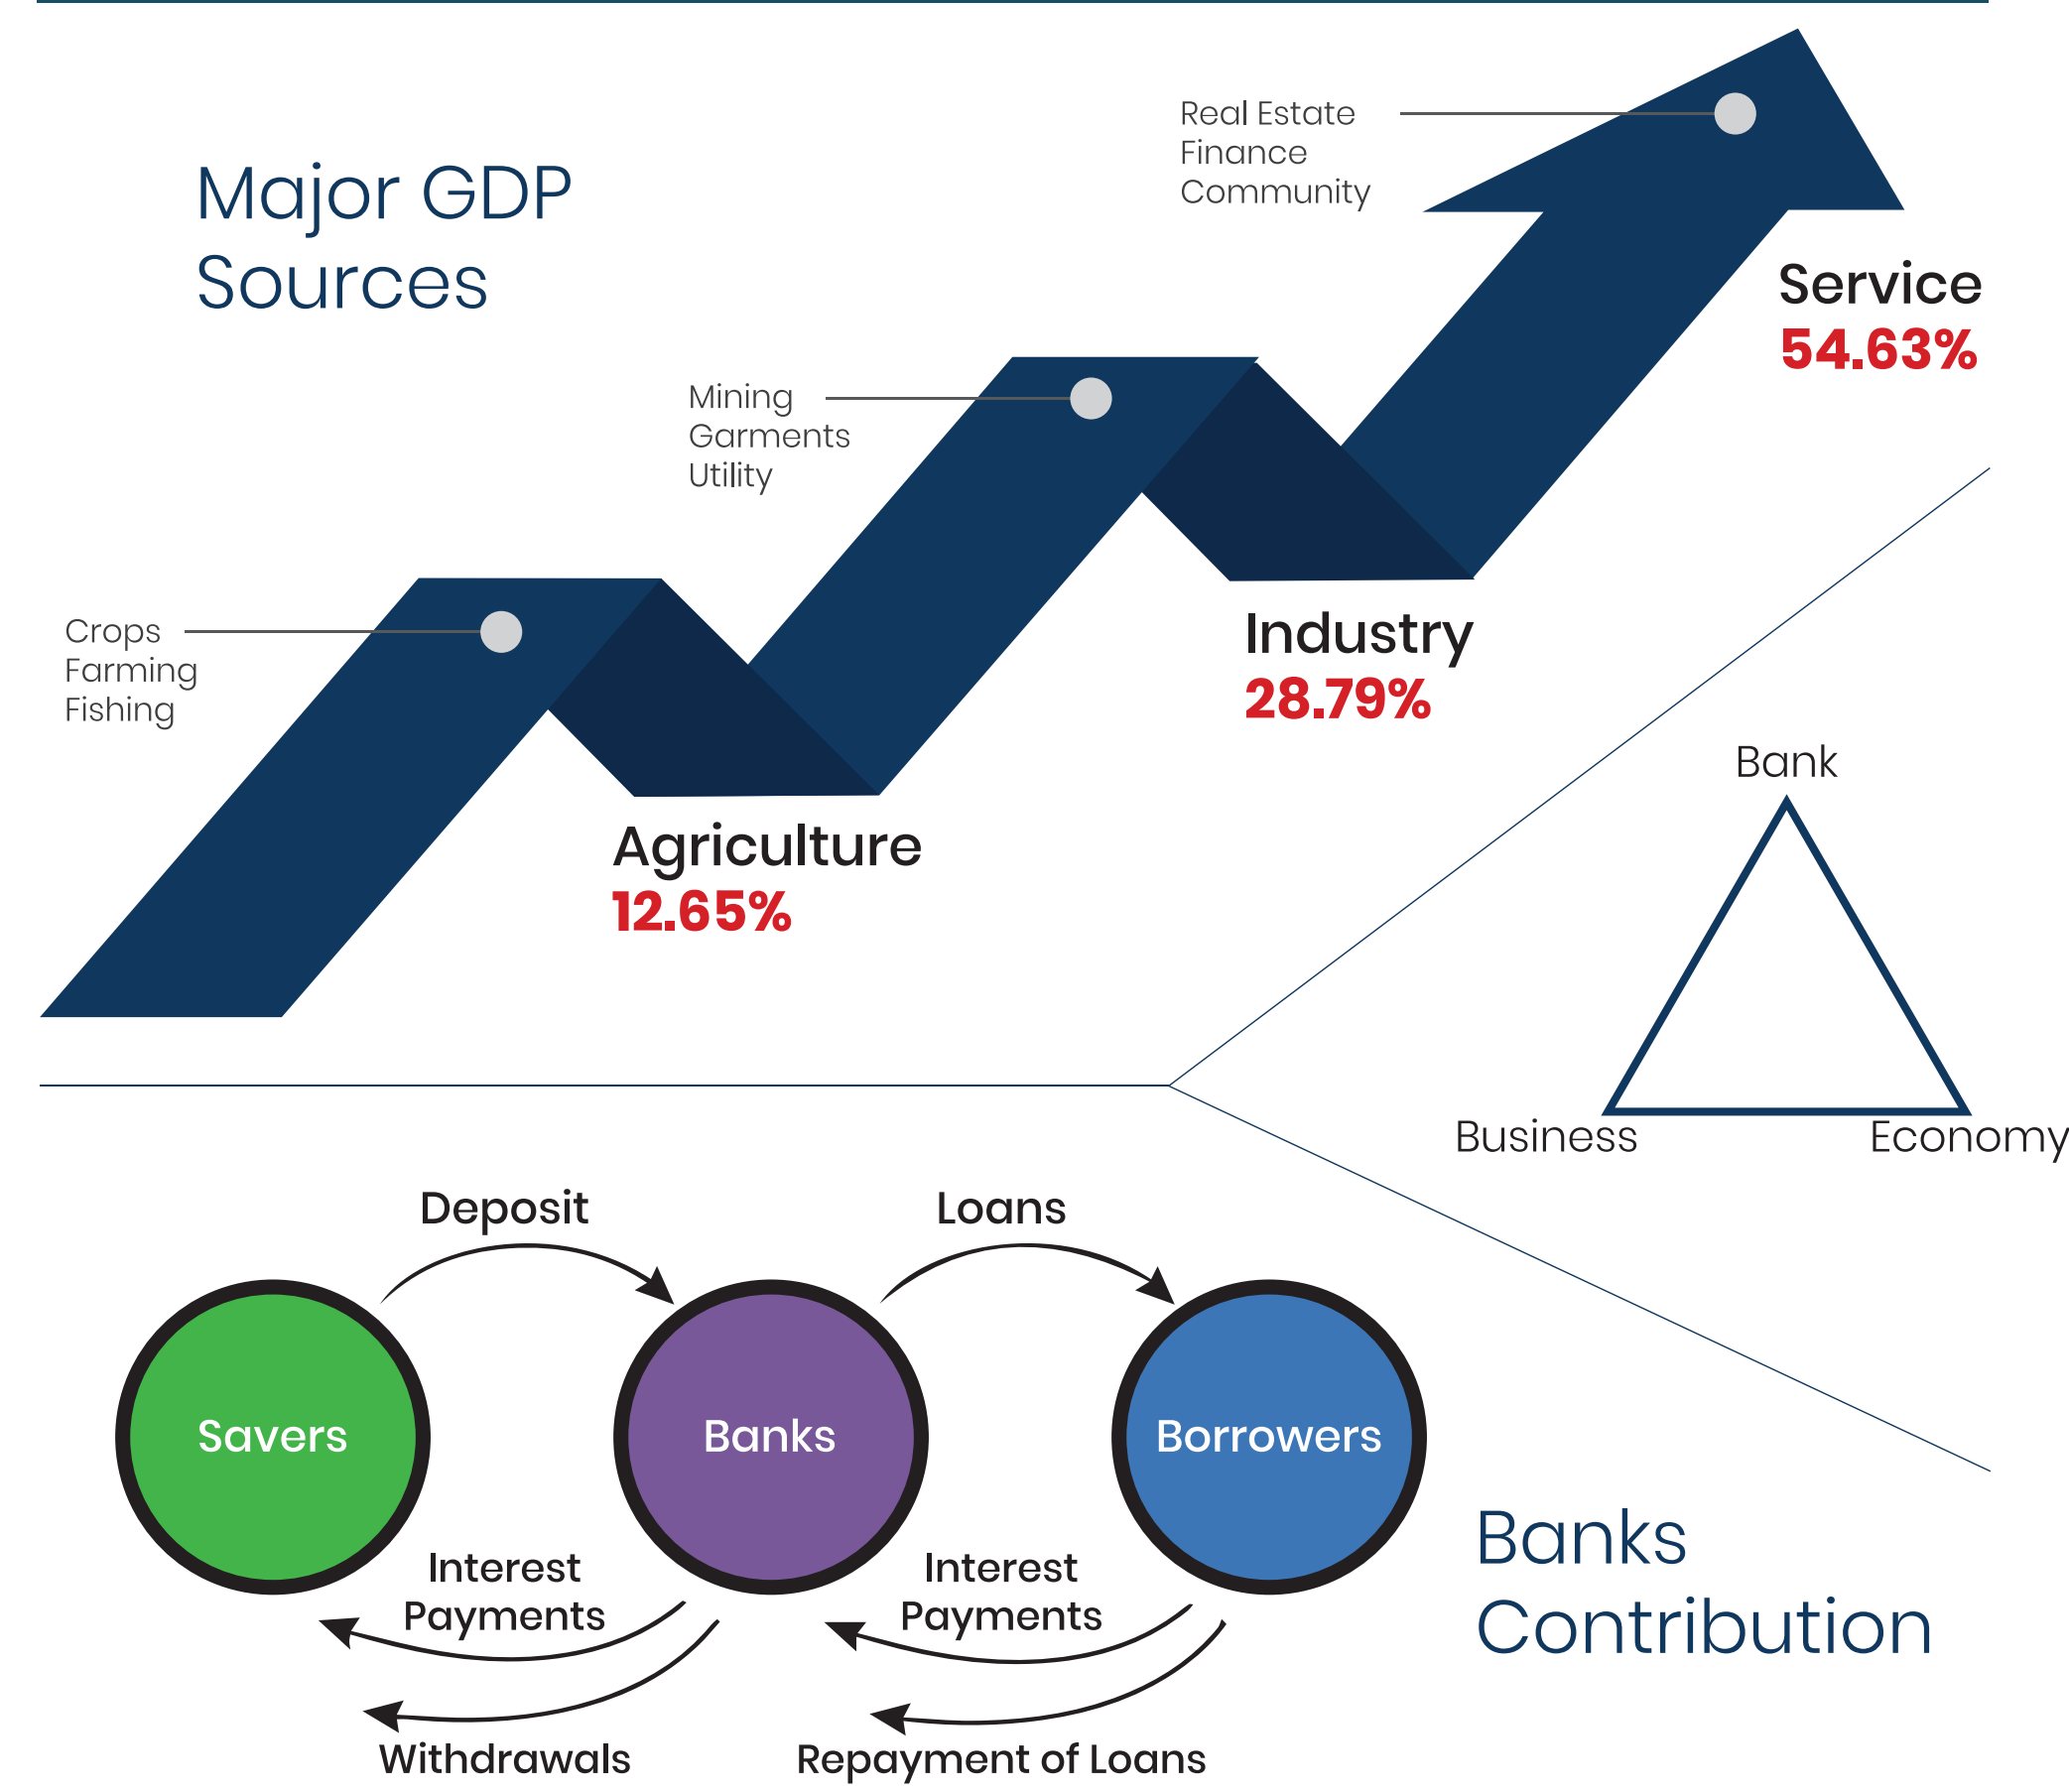 Major GDP
Sources
Real Estate
Finance
Community
Service
54.63%
Mining
Garments
Utility
Industry
28.79%
Crops
Farming
Fishing
Agriculture
12.65%
Bank
Business
Economy
Deposit
Loans
Savers
Banks
Borrowers
Interest
Payments
Interest
Payments
Withdrawals
Repayment of Loans
Banks
Contribution